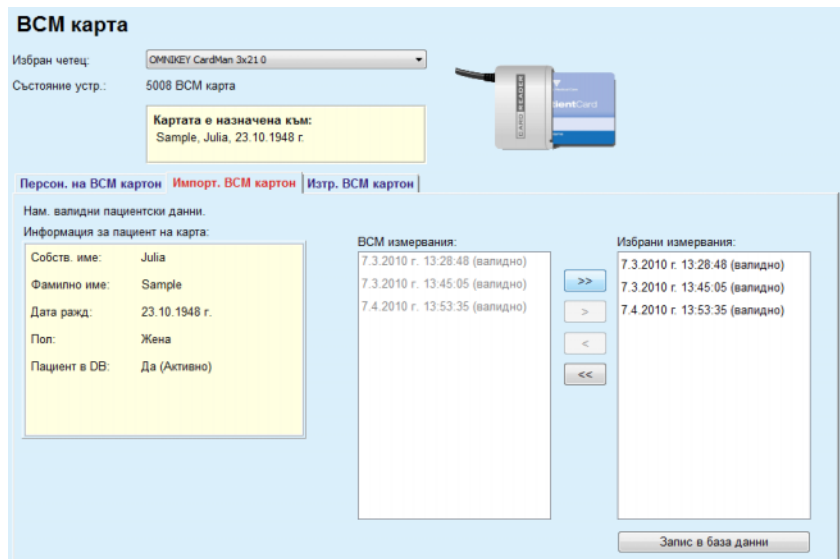 BCM карта
Избран четец:
OMNIKEY CardMan 3x21 0
Състояние устр.:
5008 BCM карта
Картата е назначена към:
Sample, Julia, 23.10.1948 г.
CARD READER
ientCard
Персон. на BCM картон
Импорт. BCM картон
Изтр. BCM картон
Нам. валидни пациентски данни.
Информация за пациент на карта:
Собств. име: Julia
Фамилно име: Sample
Дата ражд: 23.10.1948 г.
Пол: Жена
Пациент в DB: Да (Активно)
BCM измервания:
7.3.2010 г. 13:28:48 (валидно)
7.3.2010 г. 13:45:05 (валидно)
7.4.2010 г. 13:53:35 (валидно)
>>
>
<
<<
Избрани измервания:
7.3.2010 г. 13:28:48 (валидно)
7.3.2010 г. 13:45:05 (валидно)
7.4.2010 г. 13:53:35 (валидно)
Запис в база данни